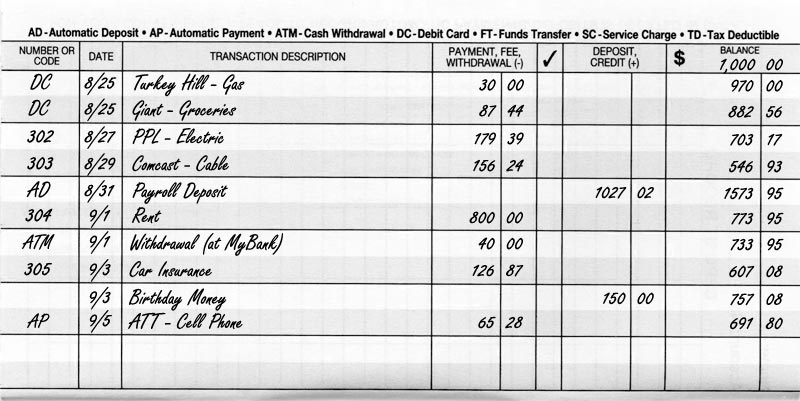 AD-Automatic Deposit • AP-Automatic Payment • ATM-Cash Withdrawal • DC-Debit Card • FT-Funds Transfer • SC-Service Charge • TD-Tax Deductible
NUMBER OR CODE DATE TRANSACTION DESCRIPTION PAYMENT, FEE, WITHDRAWAL (-) ✓ DEPOSIT, CREDIT (+) $ BALANCE 1,000 00
DC 8/25 Turkey Hill - Gas 30 00 970 00
DC 8/25 Giant - Groceries 87 44 882 56
302 8/27 PPL - Electric 179 39 703 17
303 8/29 Comcast - Cable 156 24 546 93
AD 8/31 Payroll Deposit 1027 02 1573 95
304 9/1 Rent 800 00 773 95
ATM 9/1 Withdrawal (at MyBank) 40 00 733 95
305 9/3 Car Insurance 126 87 607 08
9/3 Birthday Money 150 00 757 08
AP 9/5 ATT - Cell Phone 65 28 691 80